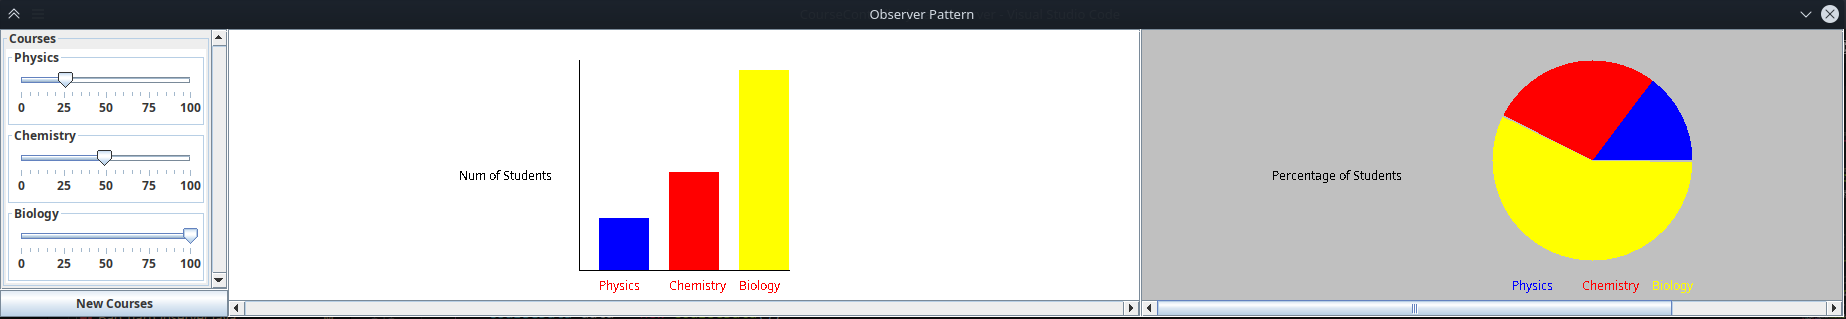 Observer Pattern
Courses
Physics
0 25 50 75 100
Chemistry
0 25 50 75 100
Biology
0 25 50 75 100
New Courses
Num of Students
Physics Chemistry Biology
Percentage of Students
Physics Chemistry Biology